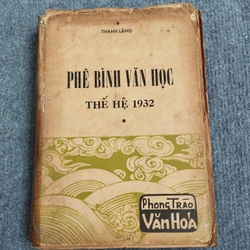 THANH-LÃNG
PHÊ BÌNH VĂN HỌC
THẾ HỆ 1932
Phong TRÀO
VĂN HÓA